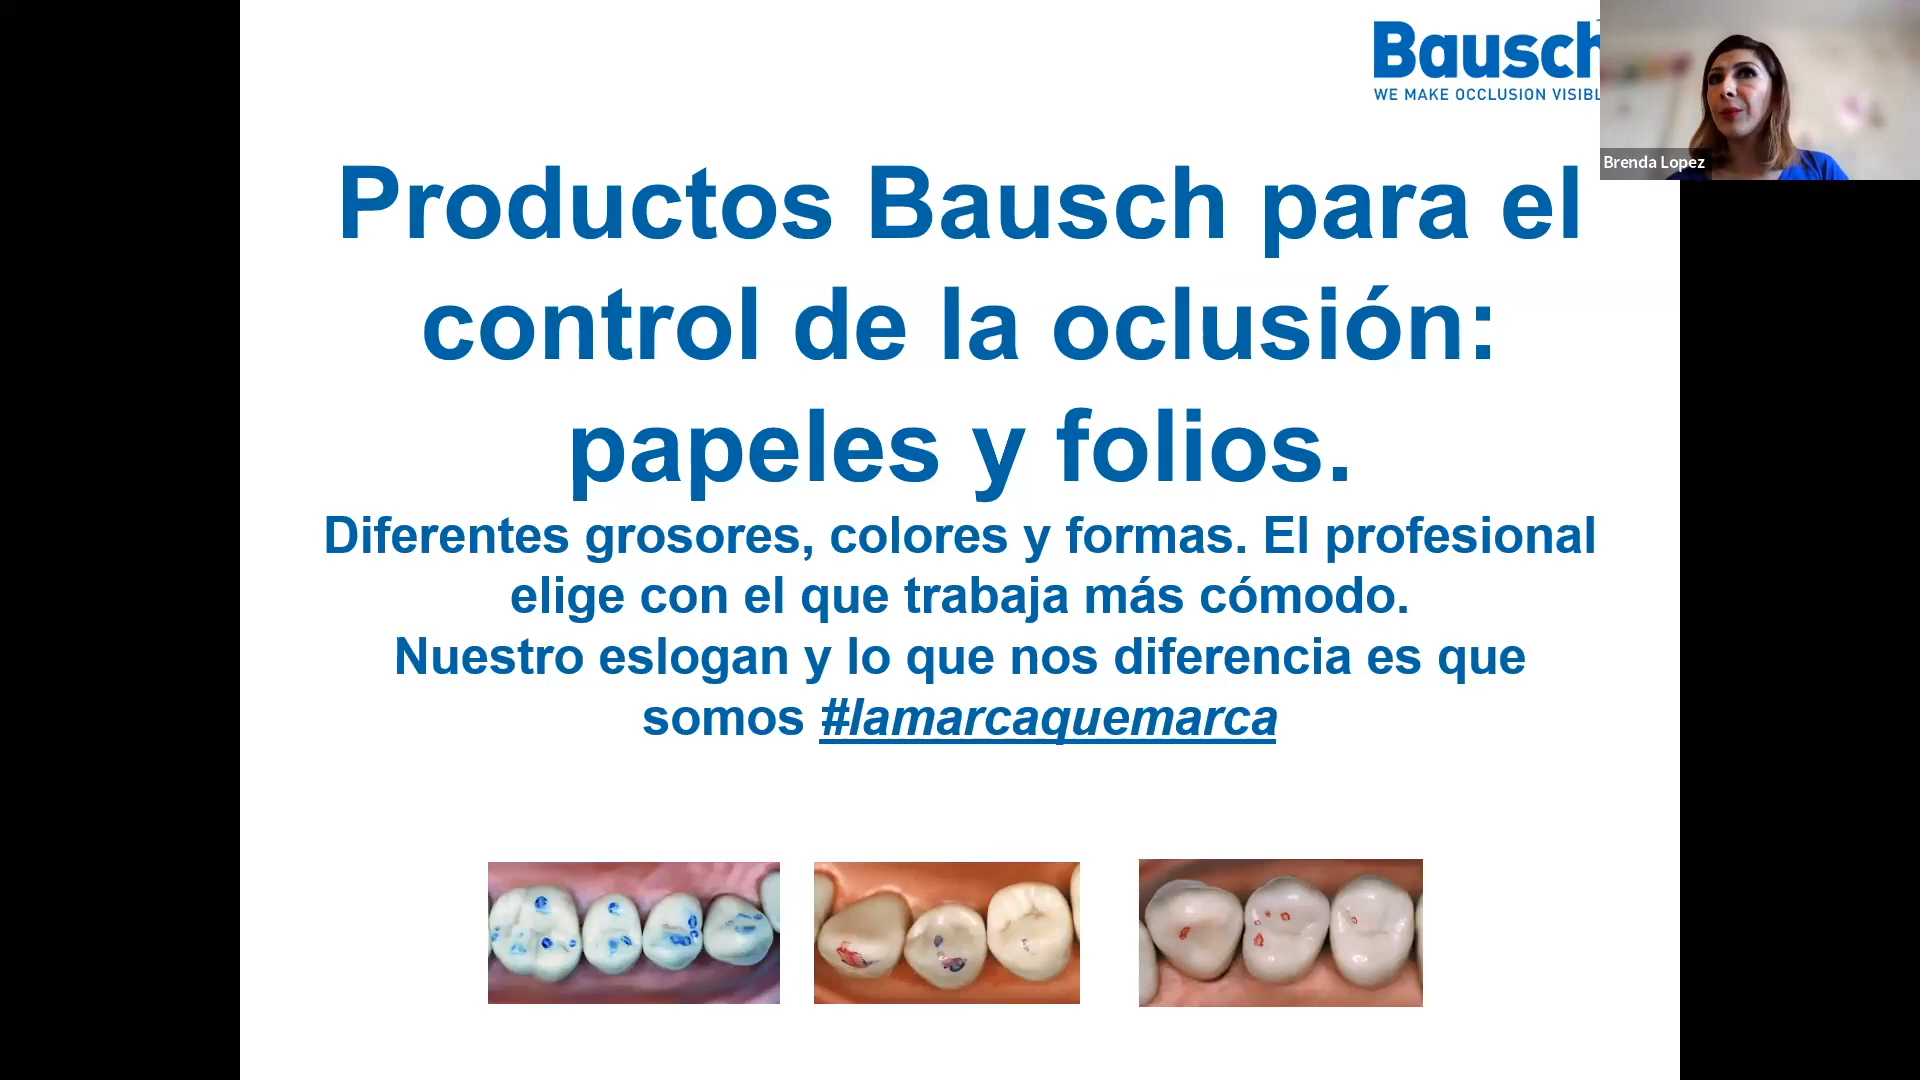 Bausch
WE MAKE OCCLUSION VISIBL
Brenda Lopez
Productos Bausch para el
control de la oclusión:
papeles y folios.
Diferentes grosores, colores y formas. El profesional
elige con el que trabaja más cómodo.
Nuestro eslogan y lo que nos diferencia es que
somos #lamarcaquemarca